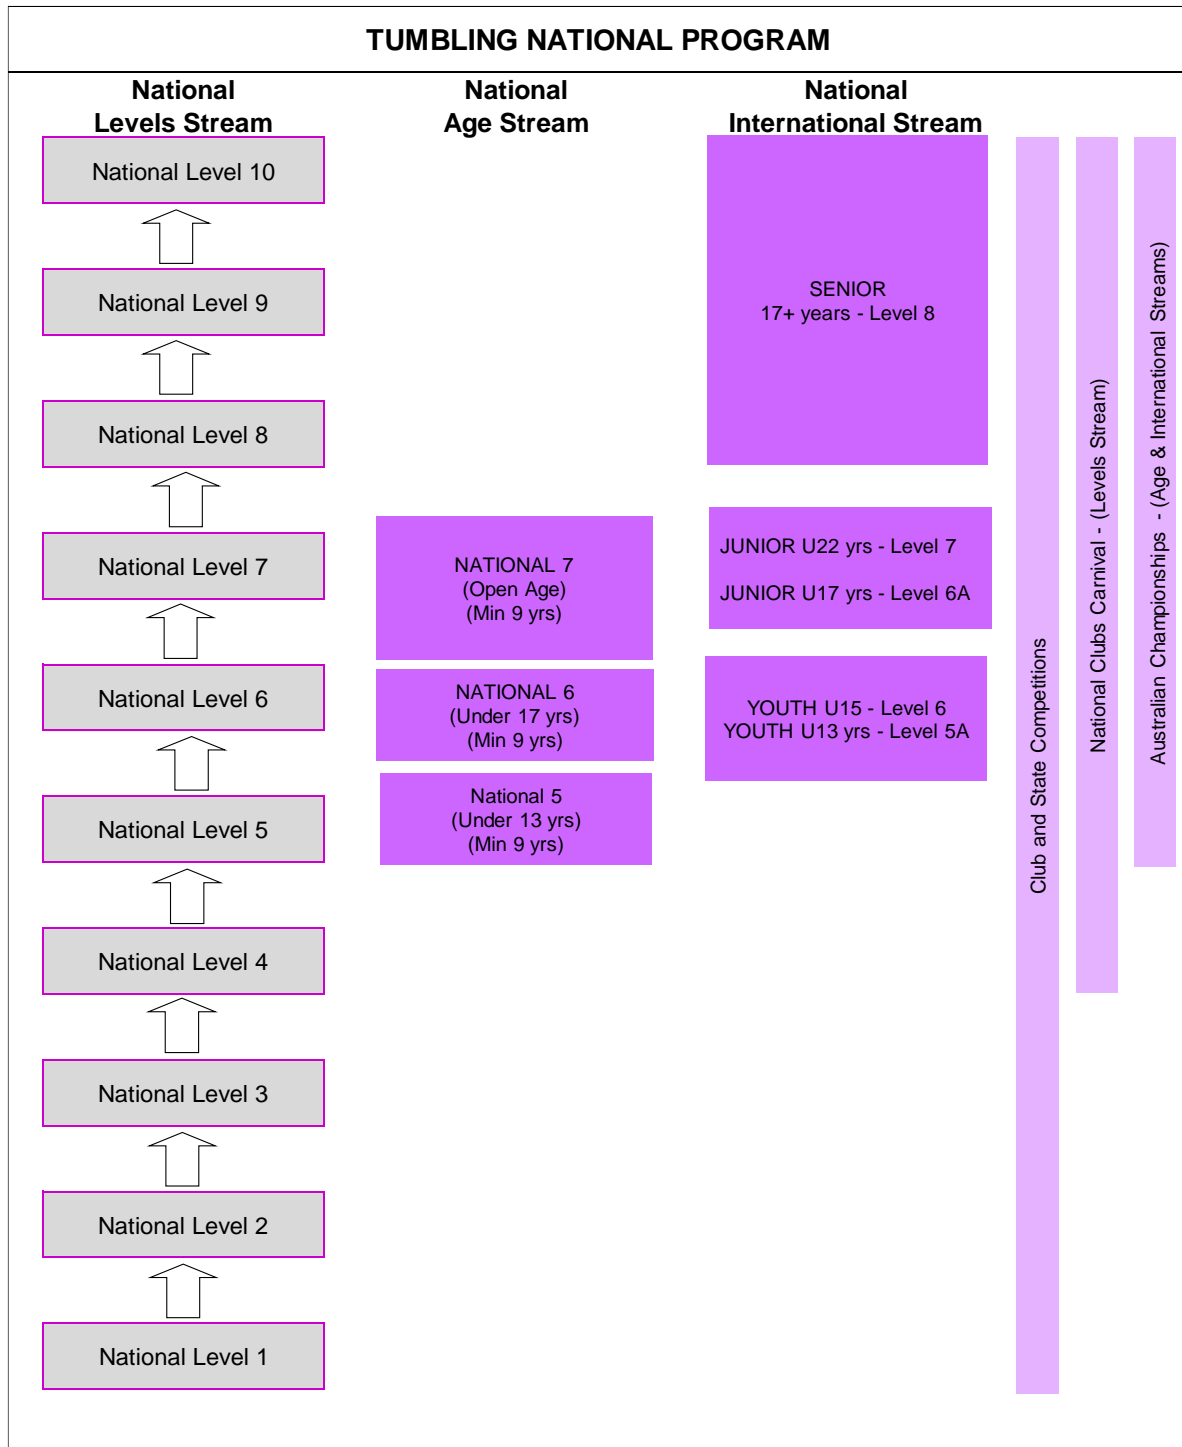 TUMBLING NATIONAL PROGRAM
National
Levels Stream
National
Age Stream
National
International Stream
National Level 10
National Level 9
National Level 8
National Level 7
National Level 6
National Level 5
National Level 4
National Level 3
National Level 2
National Level 1
NATIONAL 7
(Open Age)
(Min 9 yrs)
NATIONAL 6
(Under 17 yrs)
(Min 9 yrs)
National 5
(Under 13 yrs)
(Min 9 yrs)
SENIOR
17+ years - Level 8
JUNIOR U22 yrs - Level 7
JUNIOR U17 yrs - Level 6A
YOUTH U15 - Level 6
YOUTH U13 yrs - Level 5A
Club and State Competitions
National Clubs Carnival - (Levels Stream)
Australian Championships - (Age & International Streams)